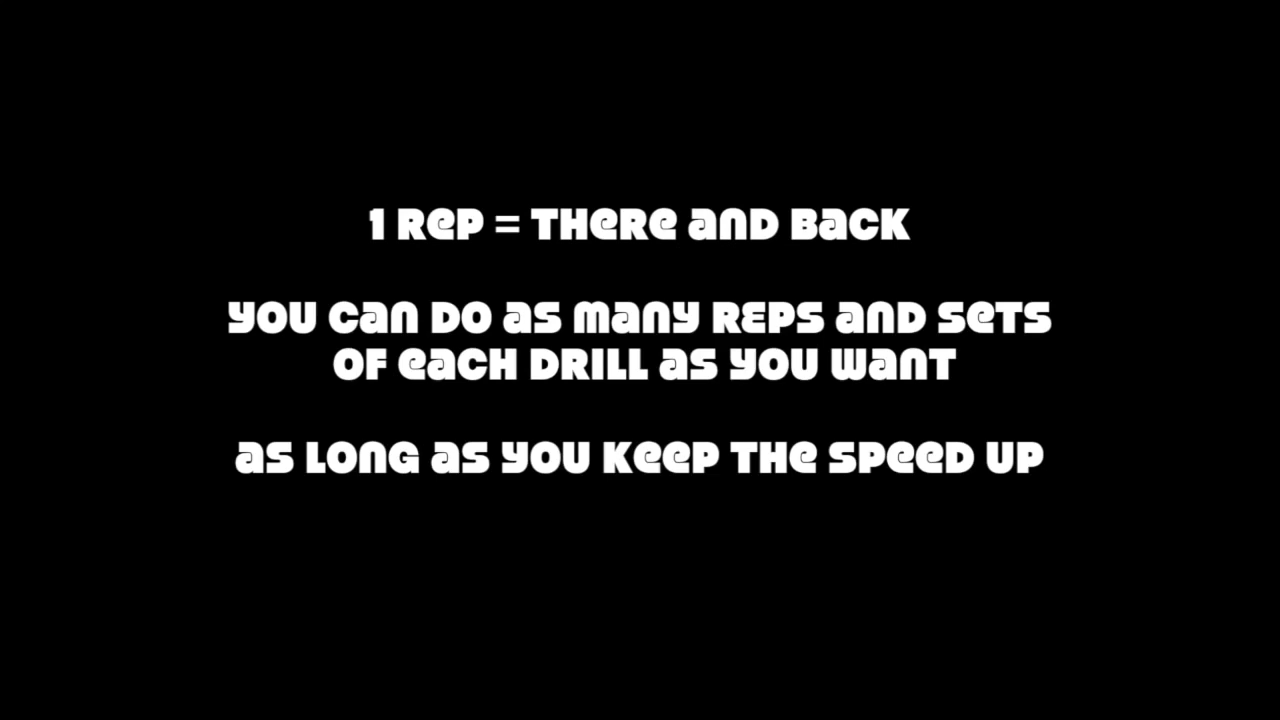 1 Rep = THeRe anD BaCK
YOU Can DO as many REPS anD SeTS
OF eaCH DRILL as YOU WanT
as LONG as YOU KeeP THe SPeeD UP